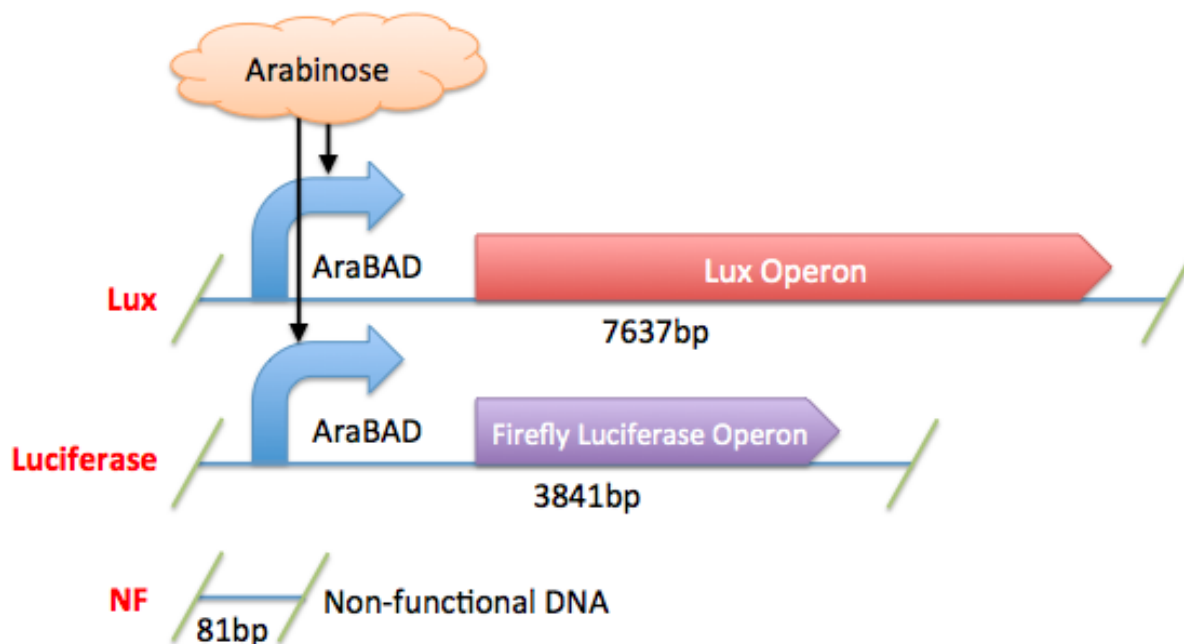 Arabinose
AraBAD
Lux Operon
Lux
7637bp
AraBAD
Firefly Luciferase Operon
Luciferase
3841bp
NF
Non-functional DNA
81bp